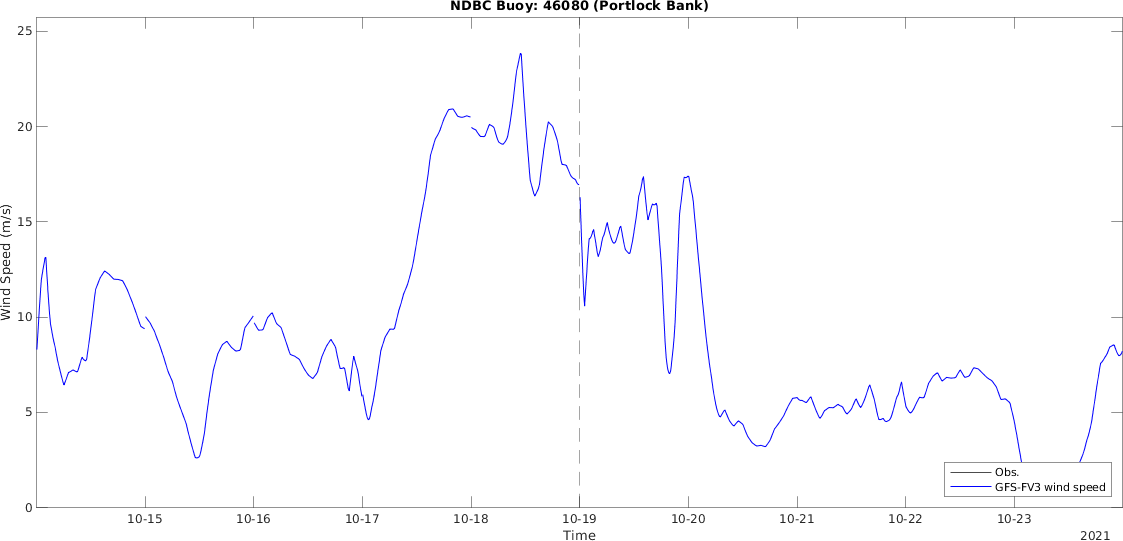 NDBC Buoy: 46080 (Portlock Bank)
25
20
15
10
5
0
Wind Speed (m/s)
10-15 10-16 10-17 10-18 10-19 10-20 10-21 10-22 10-23
Time
2021
Obs.
GFS-FV3 wind speed